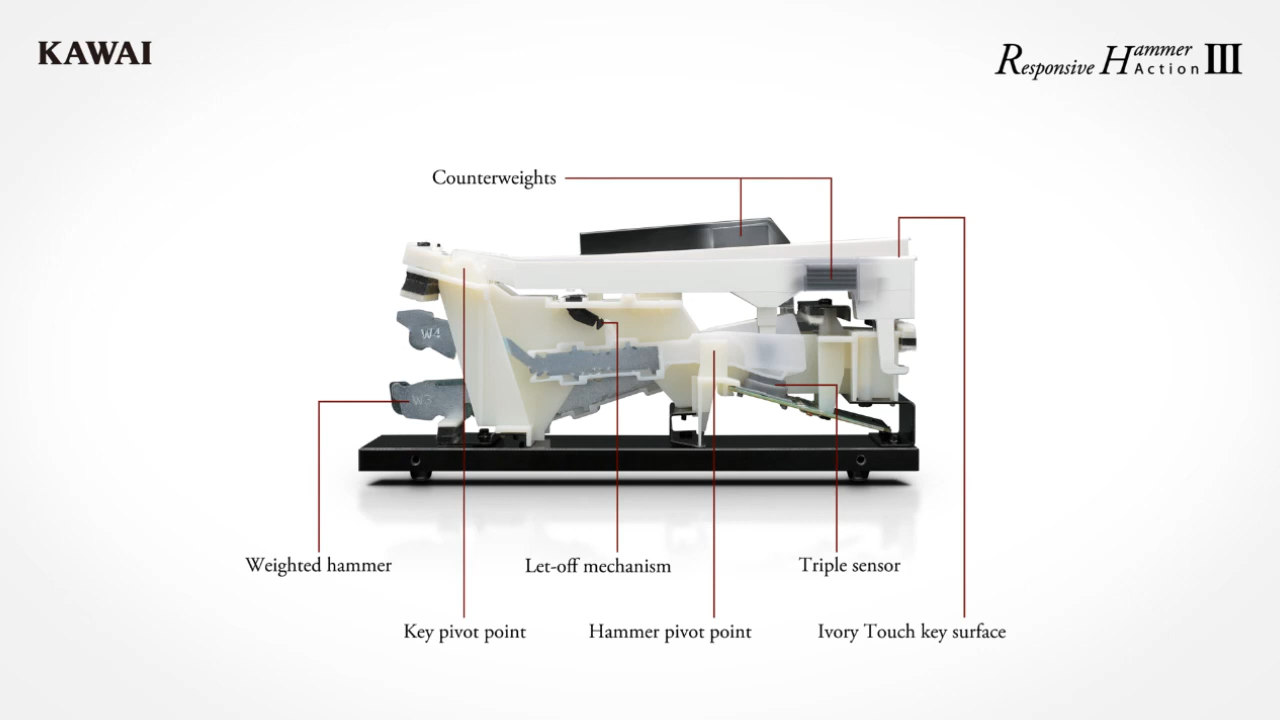 KAWAI
Responsive Hammer Action III
Counterweights
W4
W3
Weighted hammer
Let-off mechanism
Triple sensor
Key pivot point
Hammer pivot point
Ivory Touch key surface